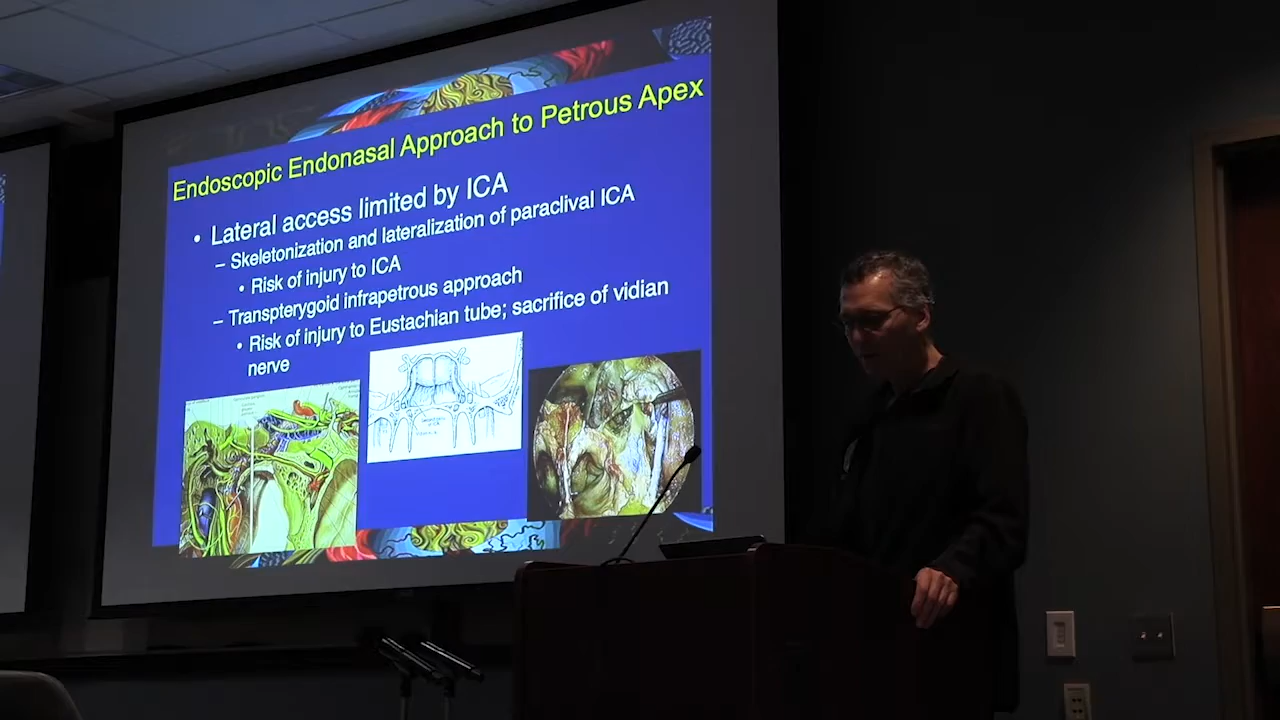 Endoscopic Endonasal Approach to Petrous Apex
• Lateral access limited by ICA
– Skeletonization and lateralization of paraclival ICA
• Risk of injury to ICA
– Transpterygoid infrapetrous approach
• Risk of injury to Eustachian tube; sacrifice of vidian
nerve